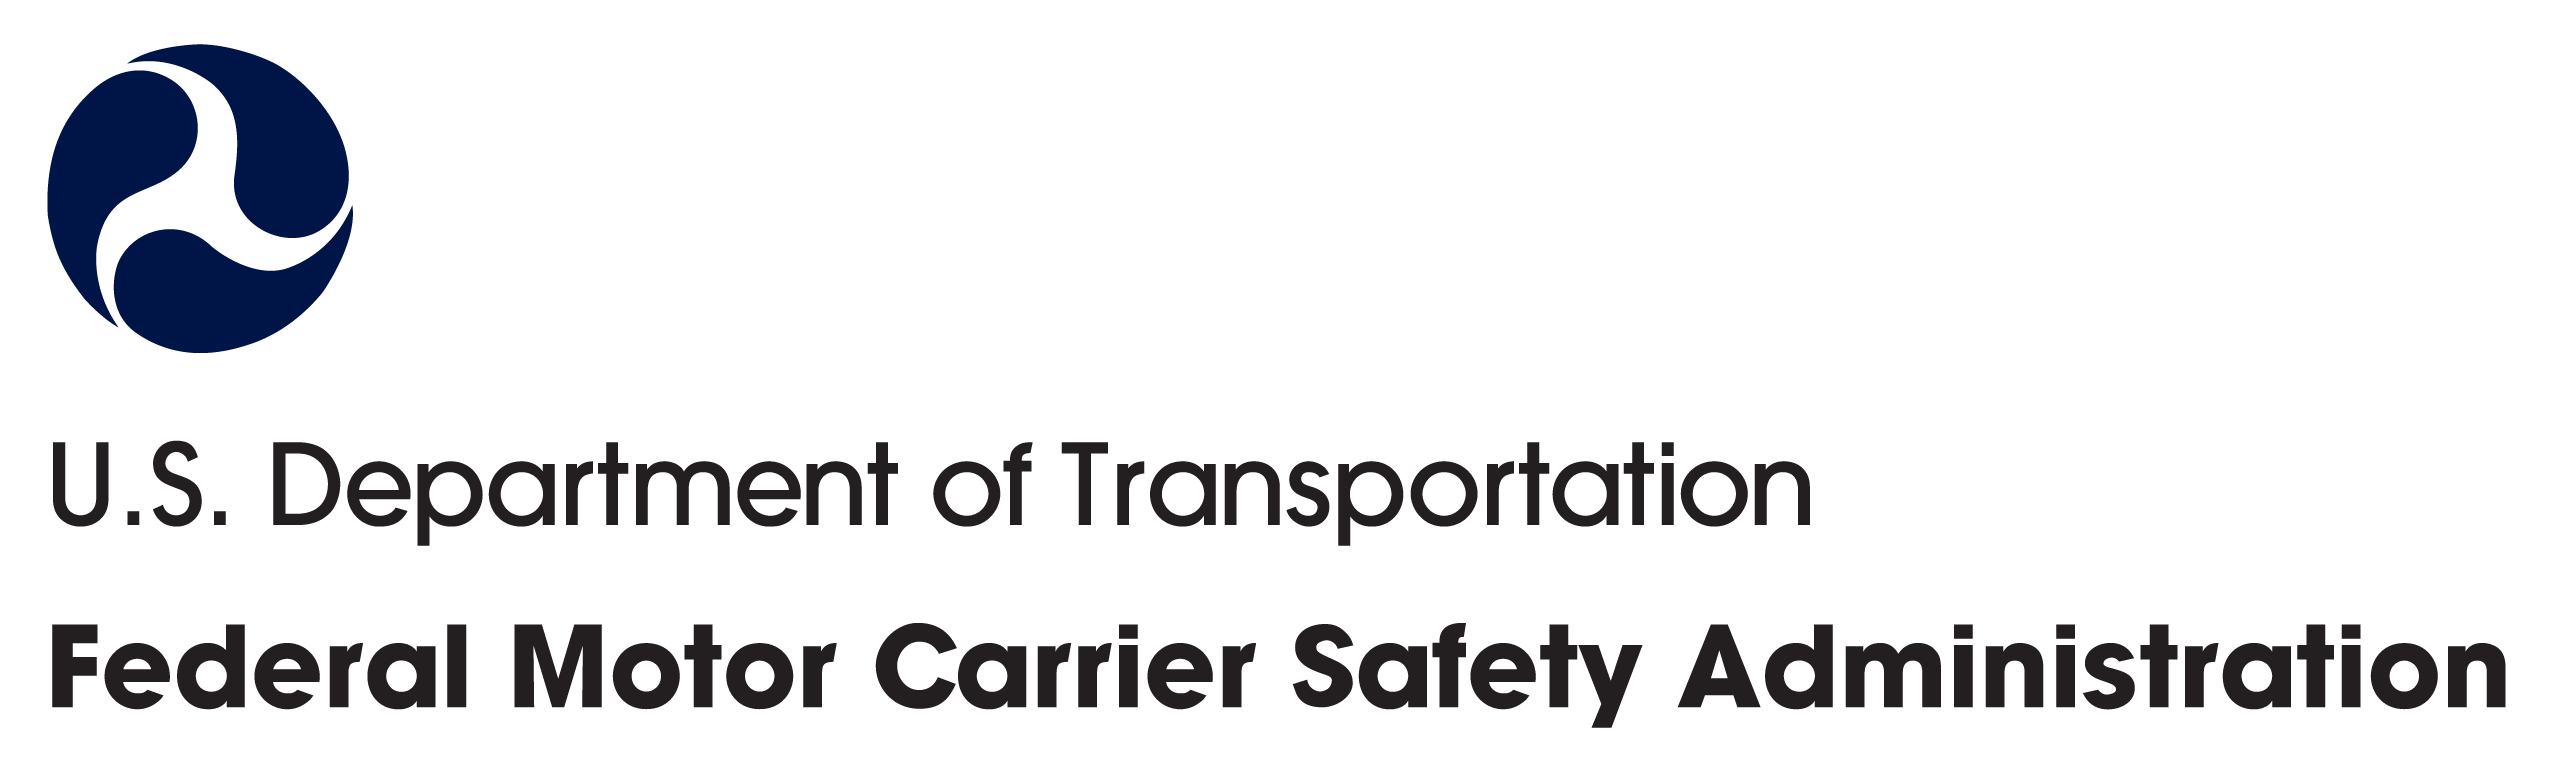 U.S. Department of Transportation
Federal Motor Carrier Safety Administration